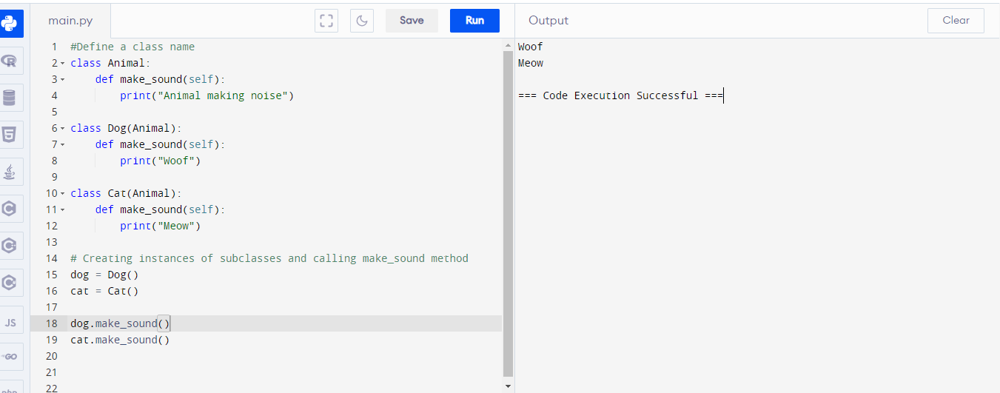 main.py
Save
Run
Output
Clear
1 #Define a class name
2 class Animal:
3     def make_sound(self):
4         print("Animal making noise")
5
6 class Dog(Animal):
7     def make_sound(self):
8         print("Woof")
9
10 class Cat(Animal):
11     def make_sound(self):
12         print("Meow")
13
14 # Creating instances of subclasses and calling make_sound method
15 dog = Dog()
16 cat = Cat()
17
18 dog.make_sound()
19 cat.make_sound()
20
21
22
Woof
Meow
=== Code Execution Successful ===
R
5
C
C
C
JS
GO
php